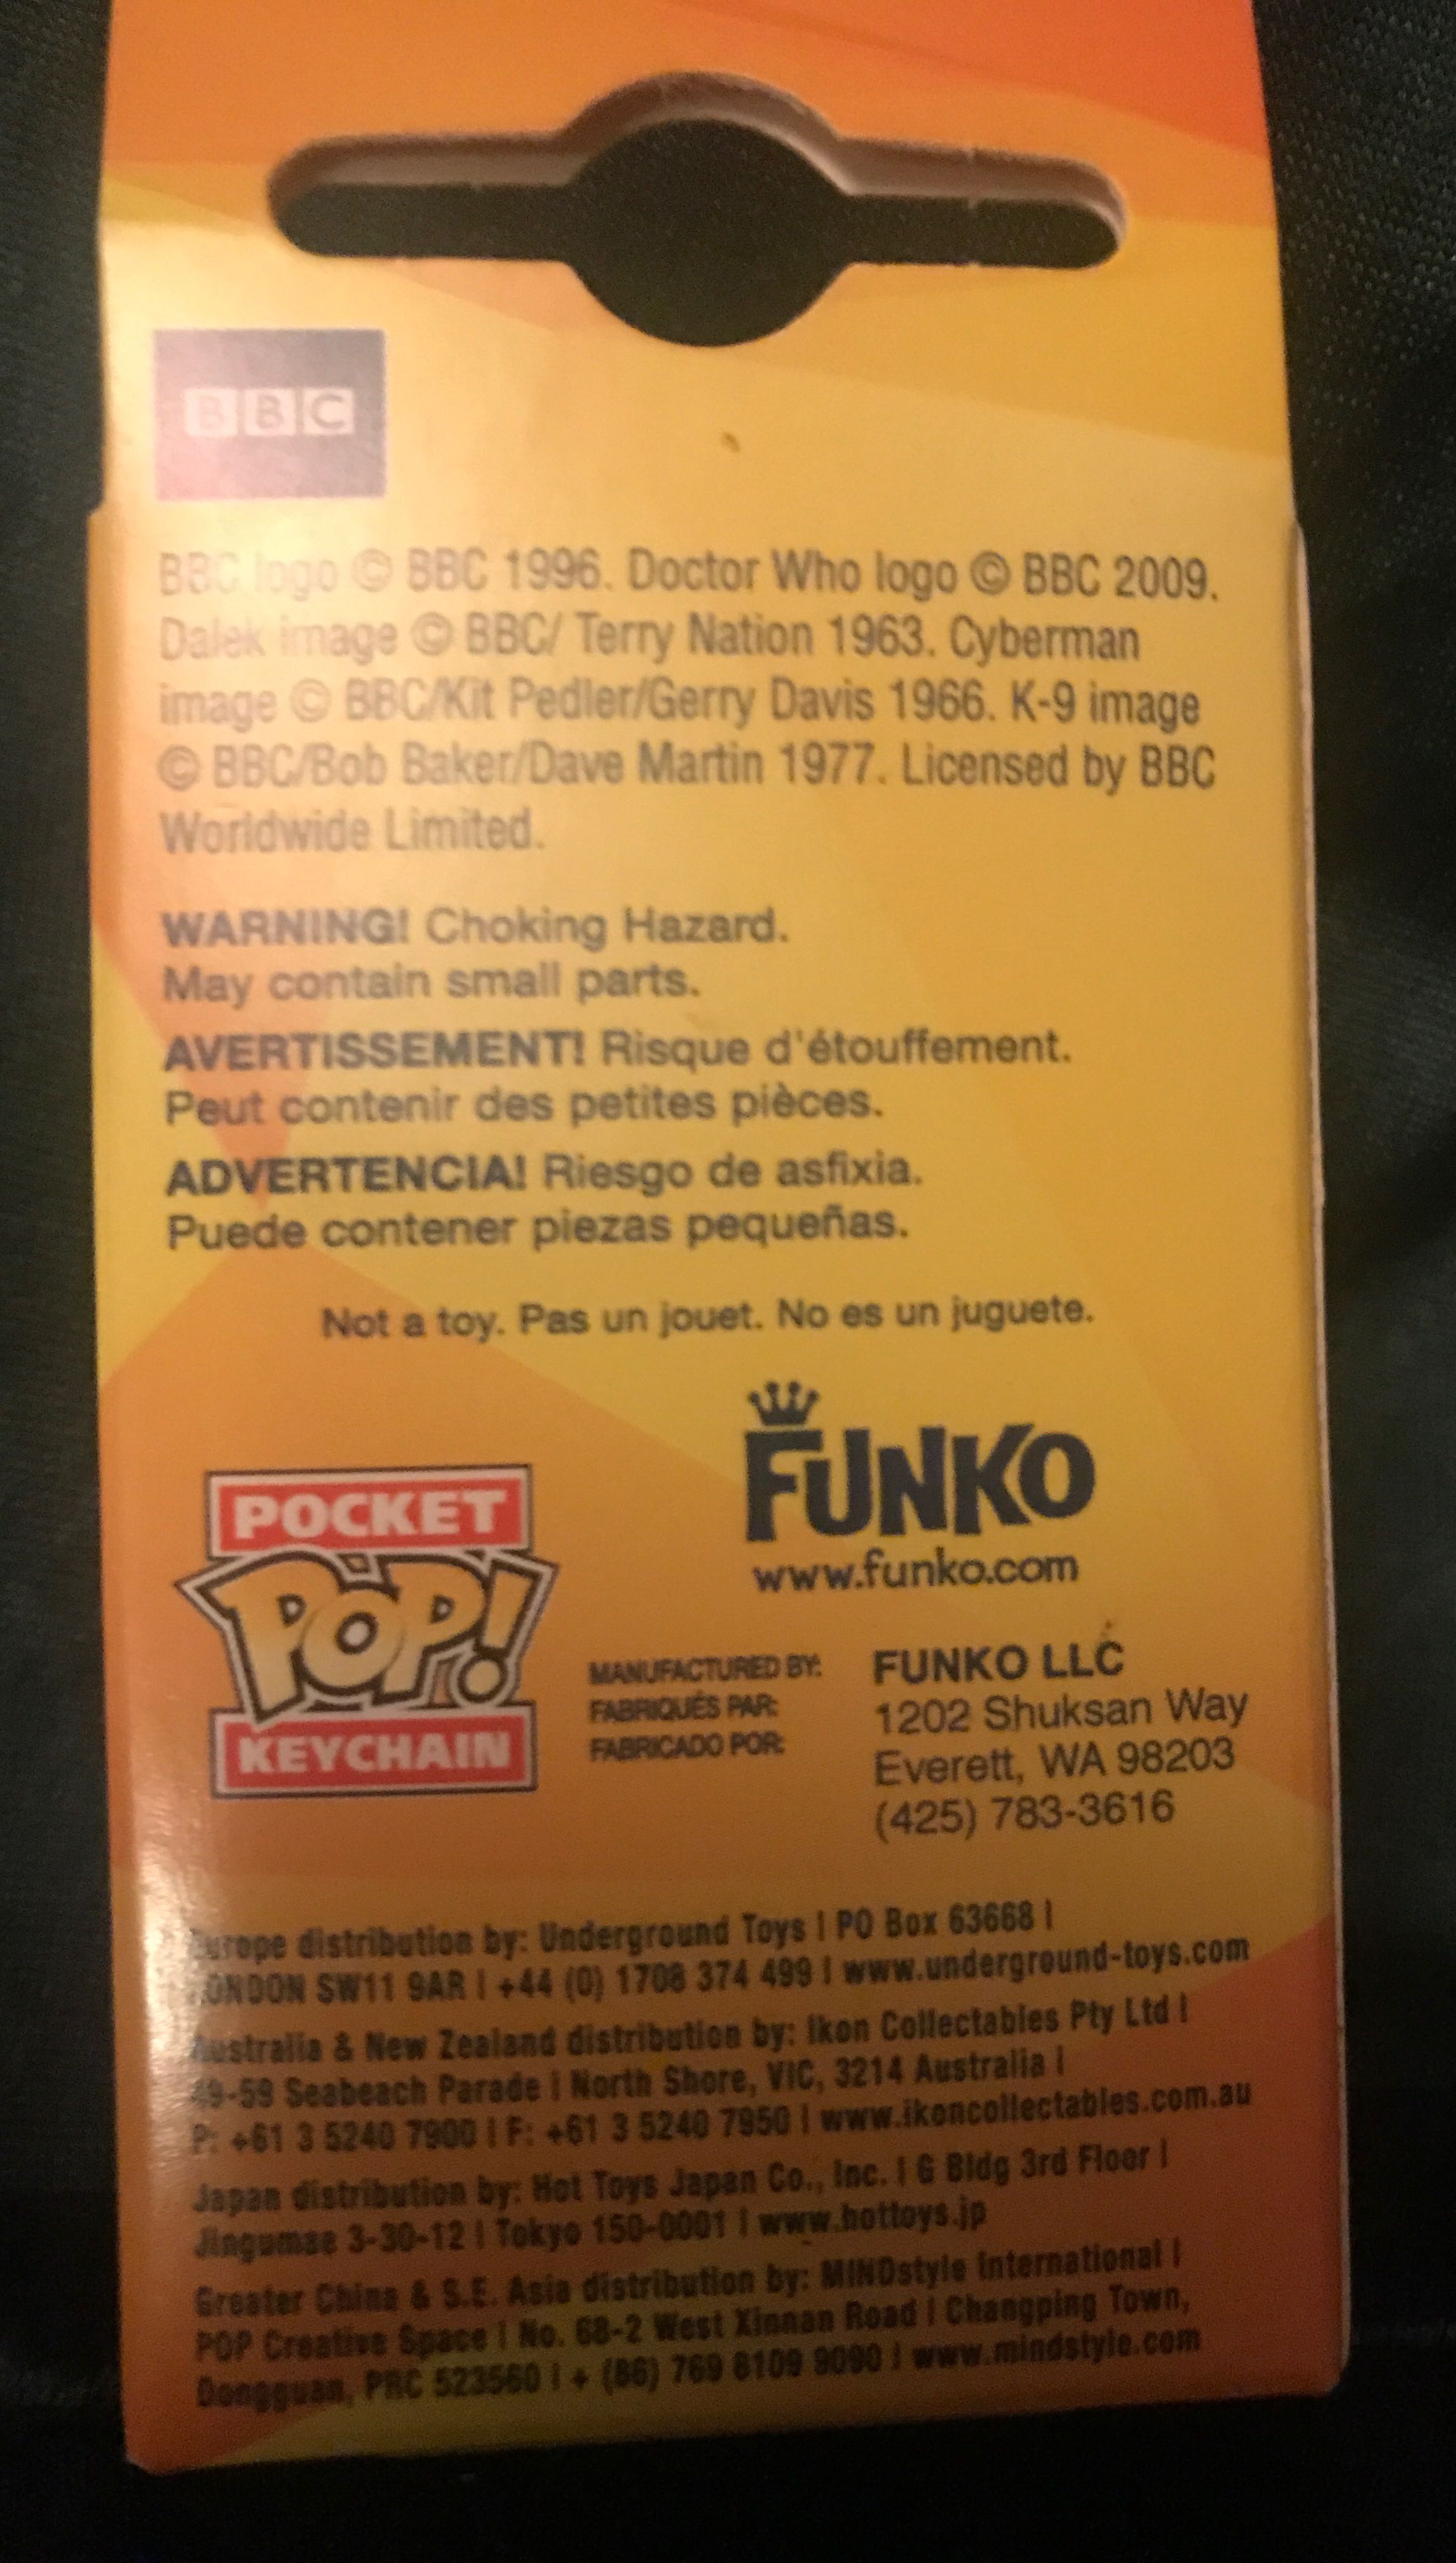 BBC
BBC logo © BBC 1996. Doctor Who logo © BBC 2009.
Dalek image © BBC/ Terry Nation 1963. Cyberman
image © BBC/Kit Pedler/Gerry Davis 1966. K-9 image
© BBC/Bob Baker/Dave Martin 1977. Licensed by BBC
Worldwide Limited.
WARNING! Choking Hazard.
May contain small parts.
AVERTISSEMENT! Risque d'étouffement.
Peut contenir des petites pièces.
ADVERTENCIA! Riesgo de asfixia.
Puede contener piezas pequeñas.
Not a toy. Pas un jouet. No es un juguete.
FUNKO
www.funko.com
POCKET
POP!
KEYCHAIN
MANUFACTURED BY:
FABRIQUÉS PAR:
FABRICADO POR:
FUNKO LLC
1202 Shuksan Way
Everett, WA 98203
(425) 783-3616
Europe distribution by: Underground Toys | PO Box 63668 |
LONDON SW11 9AR | +44 (0) 1708 374 499 | www.underground-toys.com
Australia & New Zealand distribution by: Ikon Collectables Pty Ltd |
49-59 Seabeach Parade | North Shore, VIC, 3214 Australia |
P: +61 3 5240 7900 | F: +61 3 5240 7950 | www.ikoncollectables.com.au
Japan distribution by: Hot Toys Japan Co., Inc. | G Bldg 3rd Floor |
Jingumae 3-30-12 | Tokyo 150-0001 | www.hottoys.jp
Greater China & S.E. Asia distribution by: MINDstyle International |
POP Creative Space | No. 68-2 West Xinnan Road | Changping Town,
Dongguan, PRC 523560 | + (86) 769 8109 9090 | www.mindstyle.com